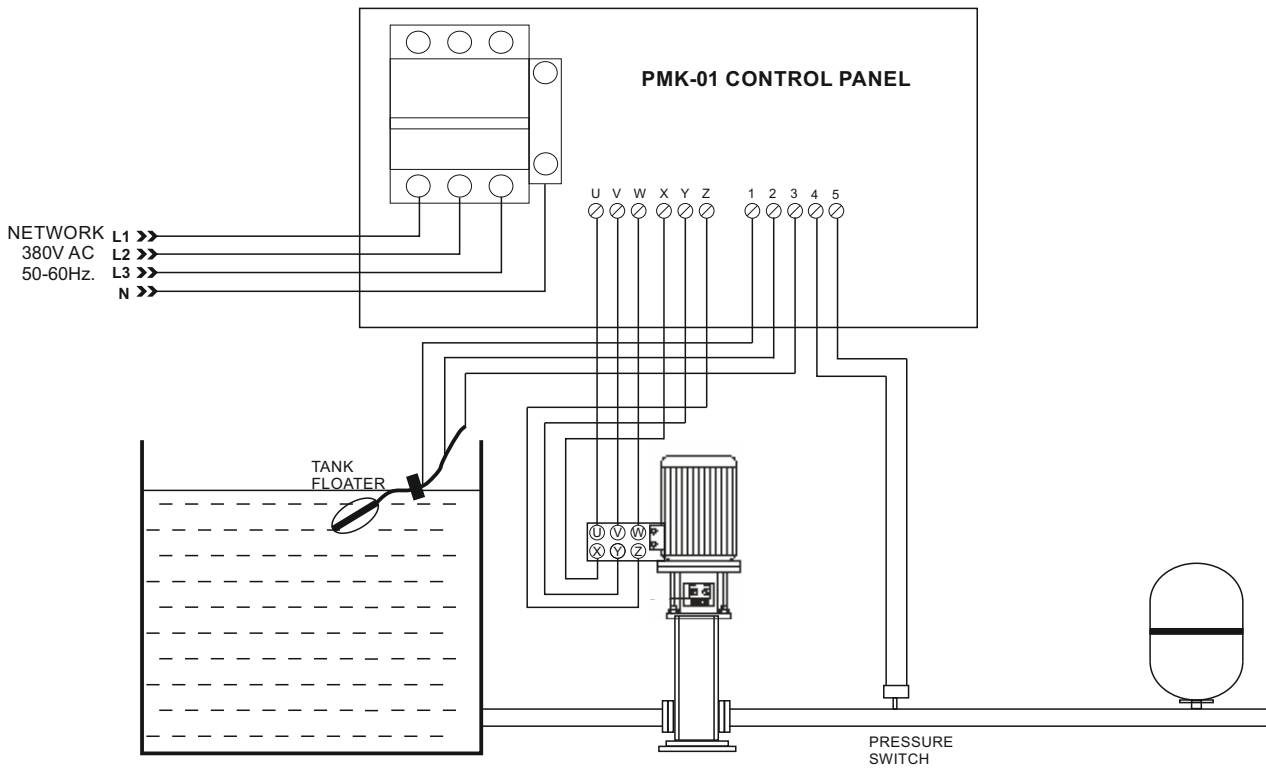 PMK-01 CONTROL PANEL
U V W X Y Z 1 2 3 4 5
NETWORK L1
380V AC L2
50-60Hz. L3
N
TANK
FLOATER
U V W
X Y Z
PRESSURE
SWITCH